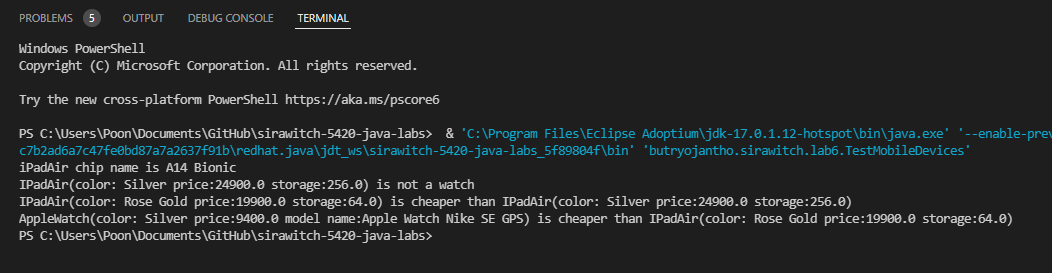 PROBLEMS 5 OUTPUT DEBUG CONSOLE TERMINAL
Windows PowerShell
Copyright (C) Microsoft Corporation. All rights reserved.
Try the new cross-platform PowerShell https://aka.ms/pscore6
PS C:\Users\Poon\Documents\GitHub\sirawitch-5420-java-labs>  & 'C:\Program Files\Eclipse Adoptium\jdk-17.0.1.12-hotspot\bin\java.exe' '--enable-prev
c7b2ad6a7c47fe0bd87a7a2637f91b\redhat.java\jdt_ws\sirawitch-5420-java-labs_5f89804f\bin' 'butryojantho.sirawitch.lab6.TestMobileDevices'
iPadAir chip name is A14 Bionic
IPadAir(color: Silver price:24900.0 storage:256.0) is not a watch
IPadAir(color: Rose Gold price:19900.0 storage:64.0) is cheaper than IPadAir(color: Silver price:24900.0 storage:256.0)
AppleWatch(color: Silver price:9400.0 model name:Apple Watch Nike SE GPS) is cheaper than IPadAir(color: Rose Gold price:19900.0 storage:64.0)
PS C:\Users\Poon\Documents\GitHub\sirawitch-5420-java-labs>